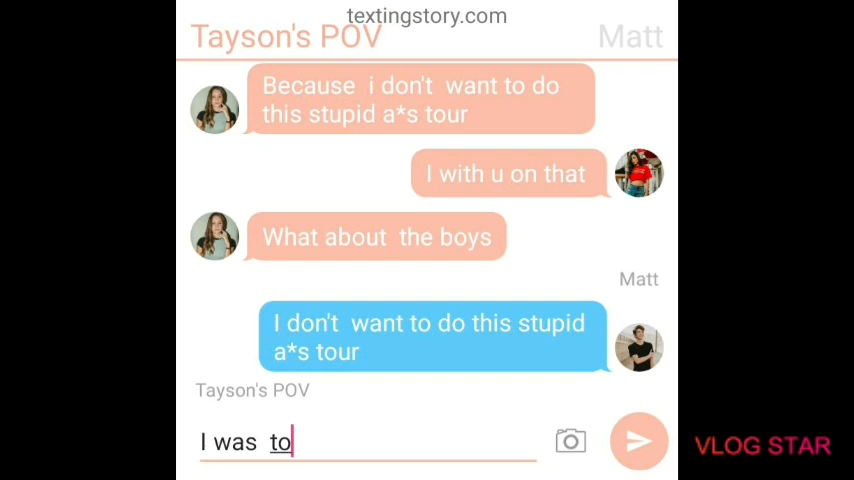 textingstory.com
Tayson's POV
Matt
Because i don't want to do
this stupid a*s tour
I with u on that
What about the boys
Matt
I don't want to do this stupid
a*s tour
Tayson's POV
I was to
VLOG STAR